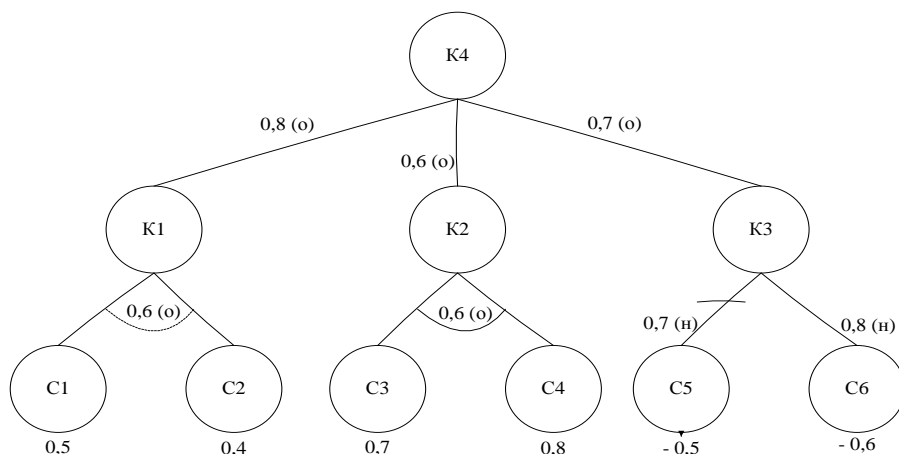 К4
0,8 (о)
0,7 (о)
0,6 (о)
К1
К2
К3
0,6 (о)
0,6 (о)
0,7 (н)
0,8 (н)
С1
С2
С3
С4
С5
С6
0,5
0,4
0,7
0,8
- 0,5
- 0,6